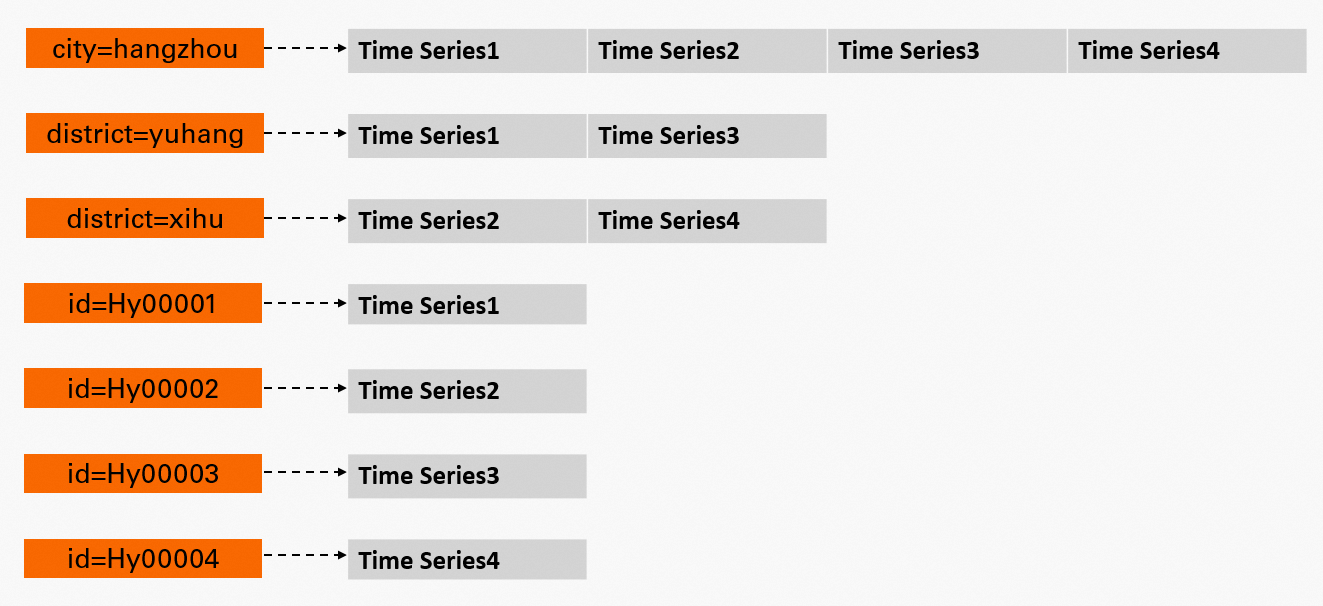 city=hangzhou Time Series1 Time Series2 Time Series3 Time Series4
district=yuhang Time Series1 Time Series3
district=xihu Time Series2 Time Series4
id=Hy00001 Time Series1
id=Hy00002 Time Series2
id=Hy00003 Time Series3
id=Hy00004 Time Series4